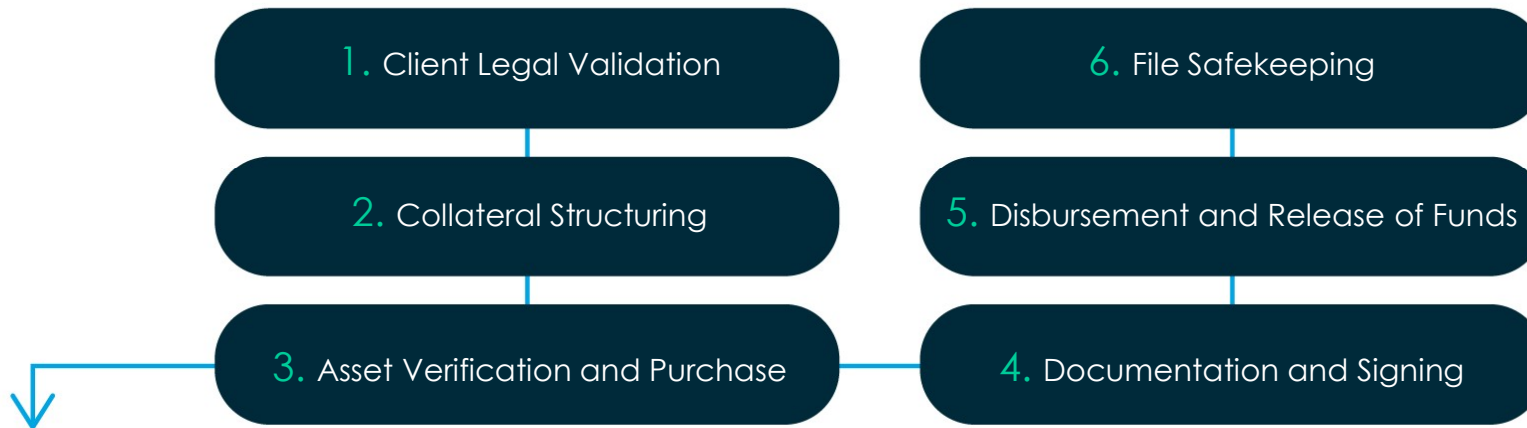 1. Client Legal Validation
2. Collateral Structuring
3. Asset Verification and Purchase
4. Documentation and Signing
5. Disbursement and Release of Funds
6. File Safekeeping